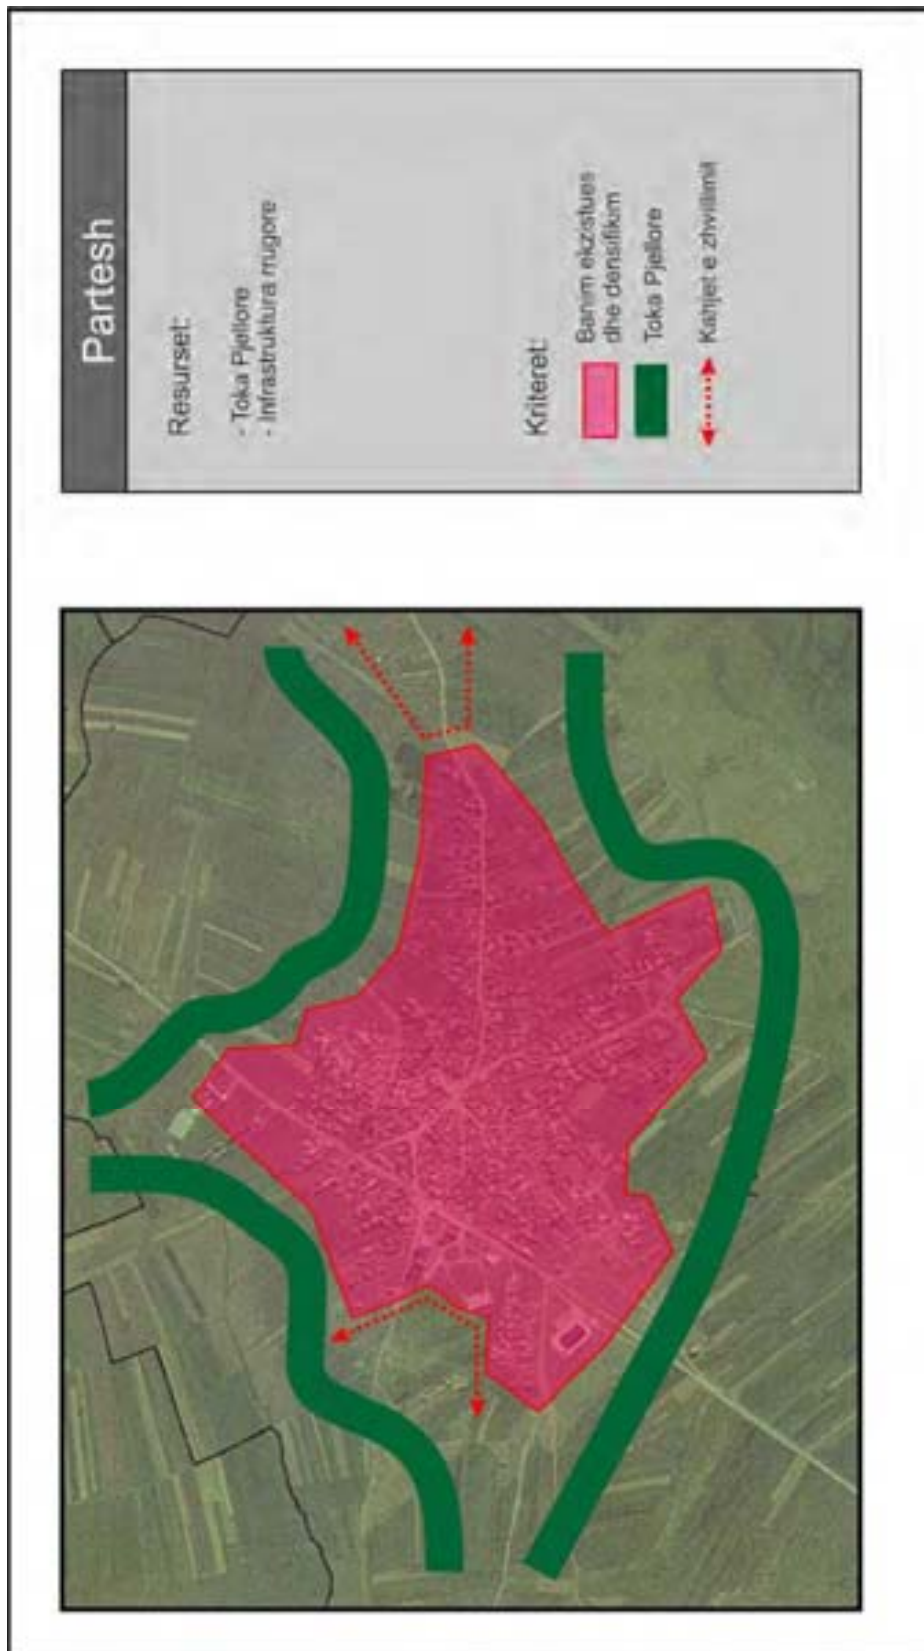 Partesh
Resurset:
- Toka Pjellore
- Infrastruktura rrugore
Kriteret:
Banim ekzistues
dhe densifikim
Toka Pjellore
Kahjet e zhvillimit